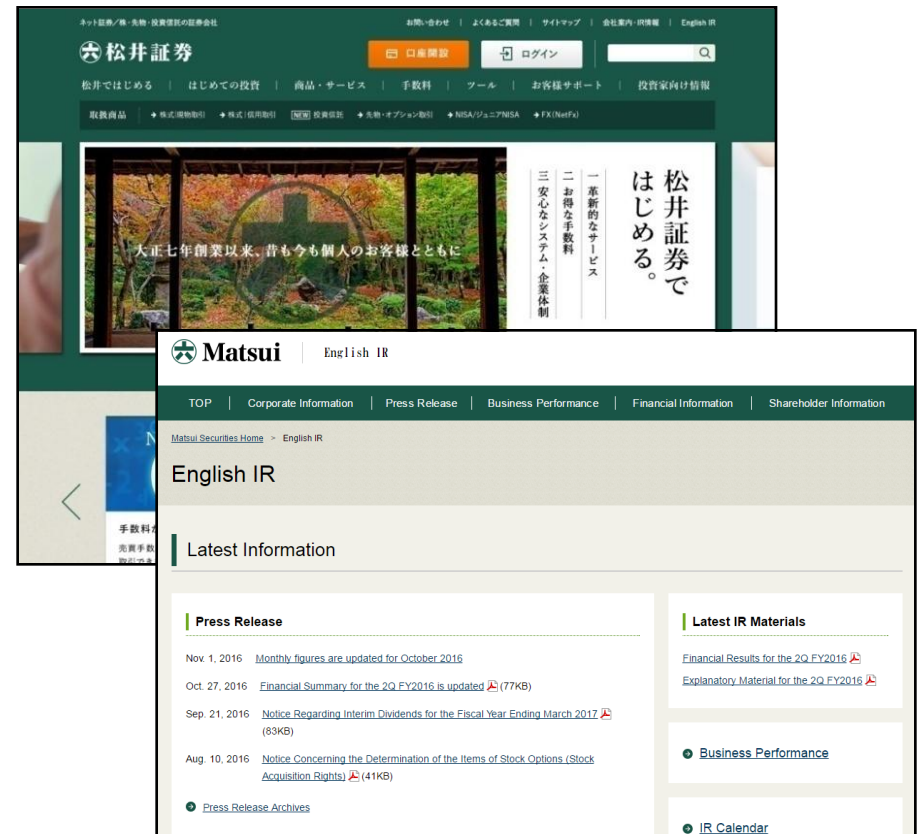 ネット証券/株・先物・投資信託の証券会社
お問い合わせ | よくあるご質問 | サイトマップ | 会社案内・IR情報 | English IR
松井証券
口座開設
ログイン
松井ではじめる | はじめての投資 | 商品・サービス | 手数料 | ツール | お客様サポート | 投資家向け情報
取扱商品
株式(現物取引) 株式(信用取引) NEW 投資信託 先物・オプション取引 NISA/ジュニアNISA FX(NetFx)
大正七年創業以来、昔も今も個人のお客様とともに
松井証券で
はじめる。
一 革新的なサービス
二 お得な手数料
三 安心なシステム・企業体制
N
手数料が
売買手数
取引でき
Matsui
English IR
TOP | Corporate Information | Press Release | Business Performance | Financial Information | Shareholder Information
Matsui Securities Home > English IR
English IR
Latest Information
Press Release
Nov. 1, 2016 Monthly figures are updated for October 2016
Oct. 27, 2016 Financial Summary for the 2Q FY2016 is updated (77KB)
Sep. 21, 2016 Notice Regarding Interim Dividends for the Fiscal Year Ending March 2017
(83KB)
Aug. 10, 2016 Notice Concerning the Determination of the Items of Stock Options (Stock
Acquisition Rights) (41KB)
Press Release Archives
Latest IR Materials
Financial Results for the 2Q FY2016
Explanatory Material for the 2Q FY2016
Business Performance
IR Calendar